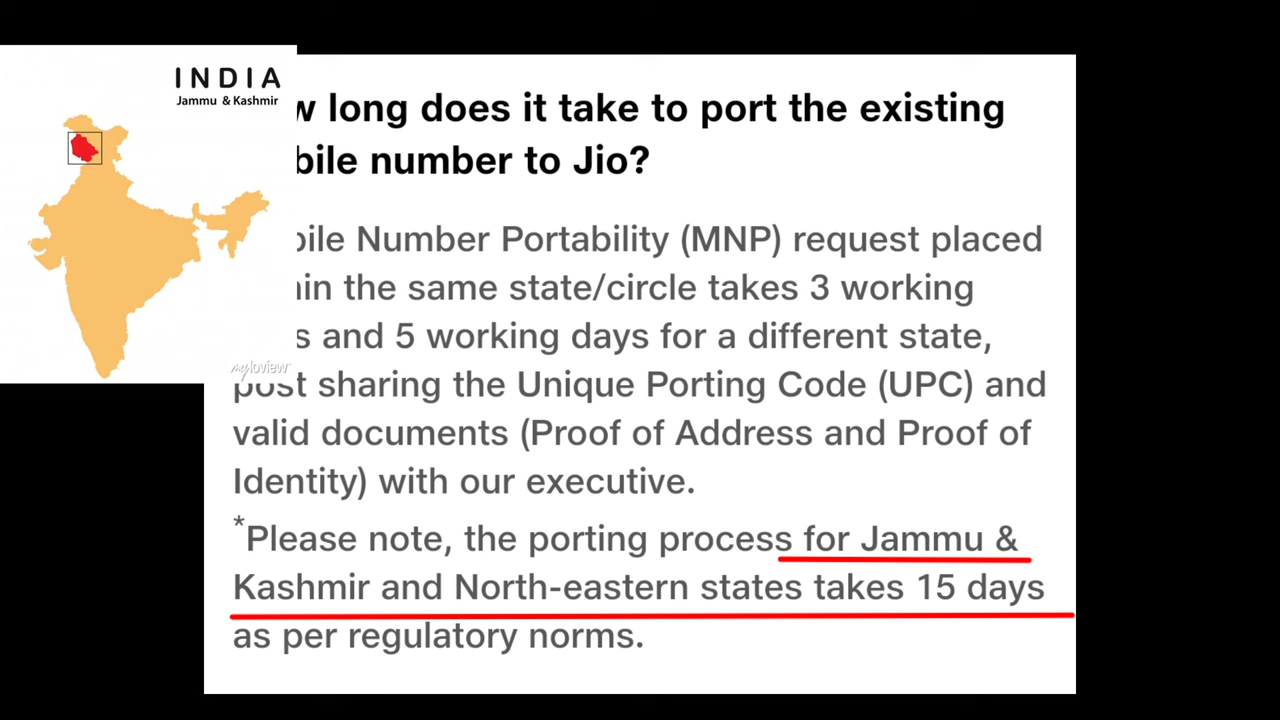 INDIA
Jammu & Kashmir
w long does it take to port the existing
bile number to Jio?
bile Number Portability (MNP) request placed
in the same state/circle takes 3 working
s and 5 working days for a different state,
myloview
post sharing the Unique Porting Code (UPC) and
valid documents (Proof of Address and Proof of
Identity) with our executive.
*Please note, the porting process for Jammu &
Kashmir and North-eastern states takes 15 days
as per regulatory norms.